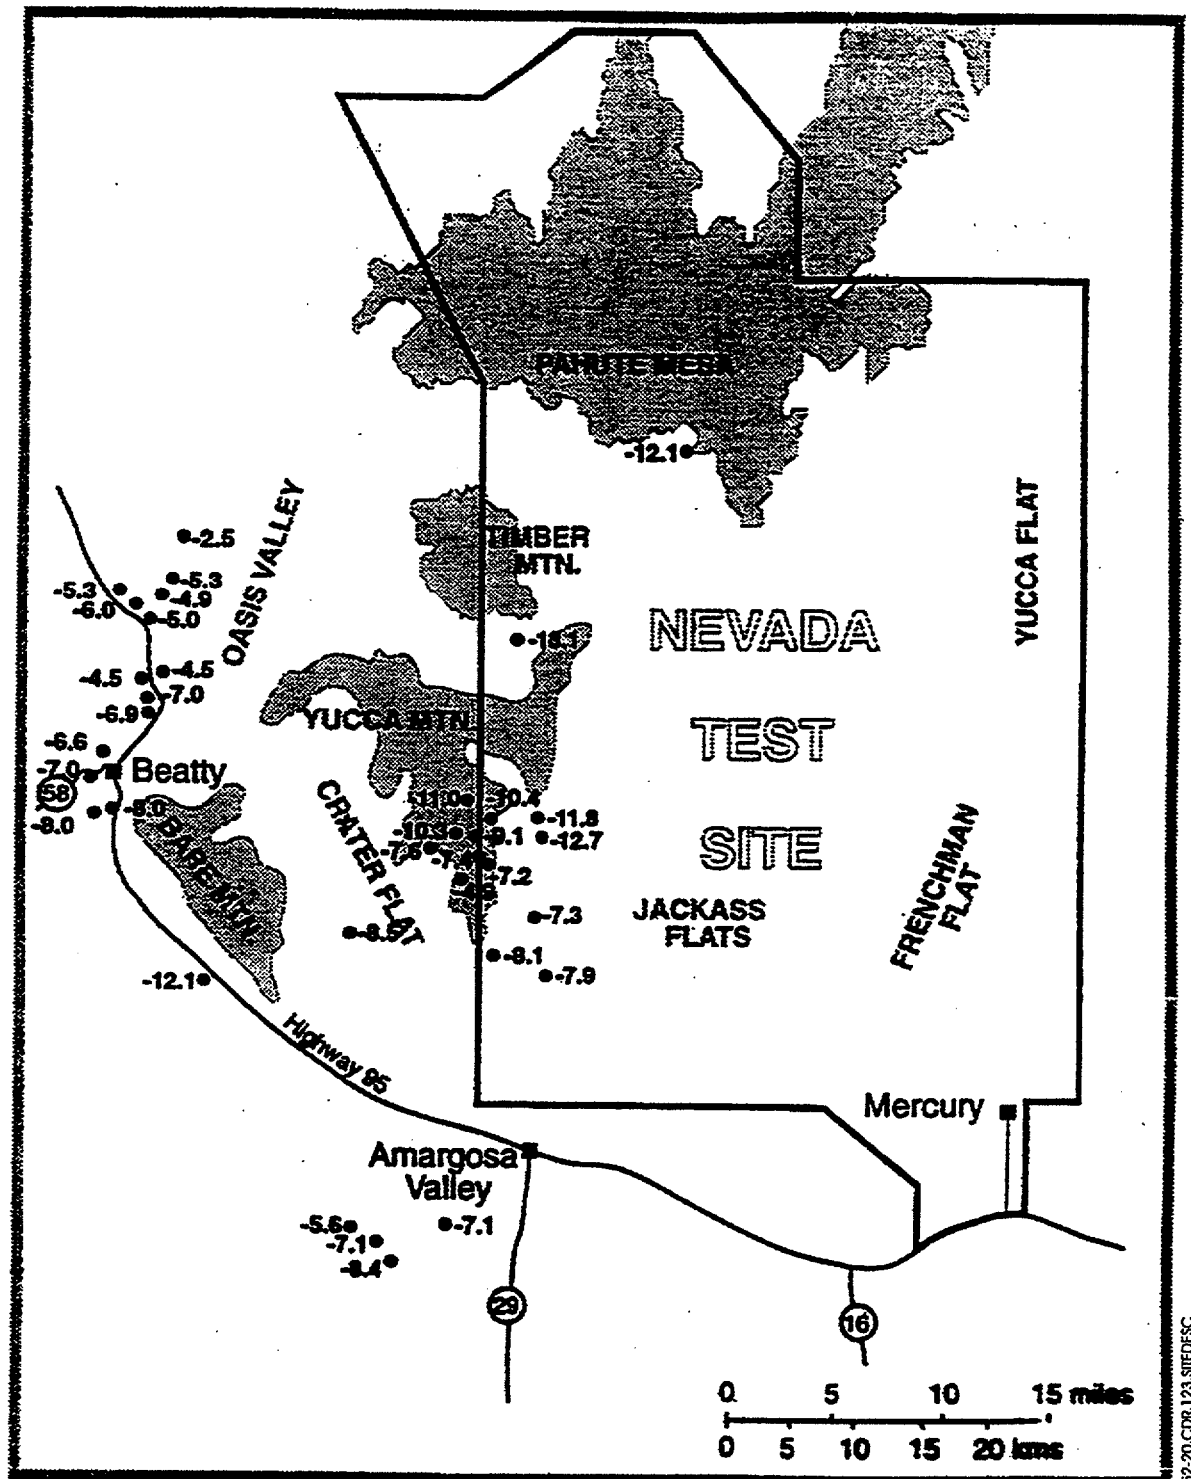 PAHUTE MESA
-12.1
OASIS VALLEY
-2.5
TIMBER
MTN.
YUCCA FLAT
-5.3
-5.3
-4.9
-6.0
-5.0
NEVADA
-4.5
-4.5
-7.0
-6.9
YUCCA MTN.
TEST
-6.6
-7.0
Beatty
58
-8.0
BARE MTN.
CRATER FLAT
-11.0
-10.4
-11.8
-10.3
-9.1
-12.7
SITE
-7.2
-7.3
JACKASS
FLATS
FRENCHMAN
FLAT
-8.5
-8.1
-7.9
-12.1
Highway 95
Mercury
Amargosa
Valley
-5.6
-7.1
-7.1
-8.4
29
16
0 5 10 15 miles
0 5 10 15 20 kms